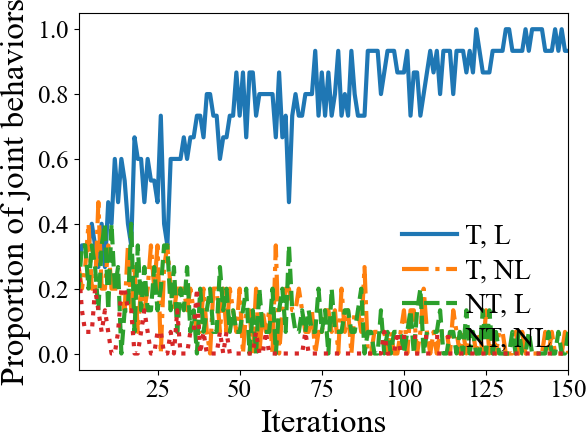 Proportion of joint behaviors
1.0
0.8
0.6
0.4
0.2
0.0
T, L
T, NL
NT, L
NT, NL
25 50 75 100 125 150
Iterations